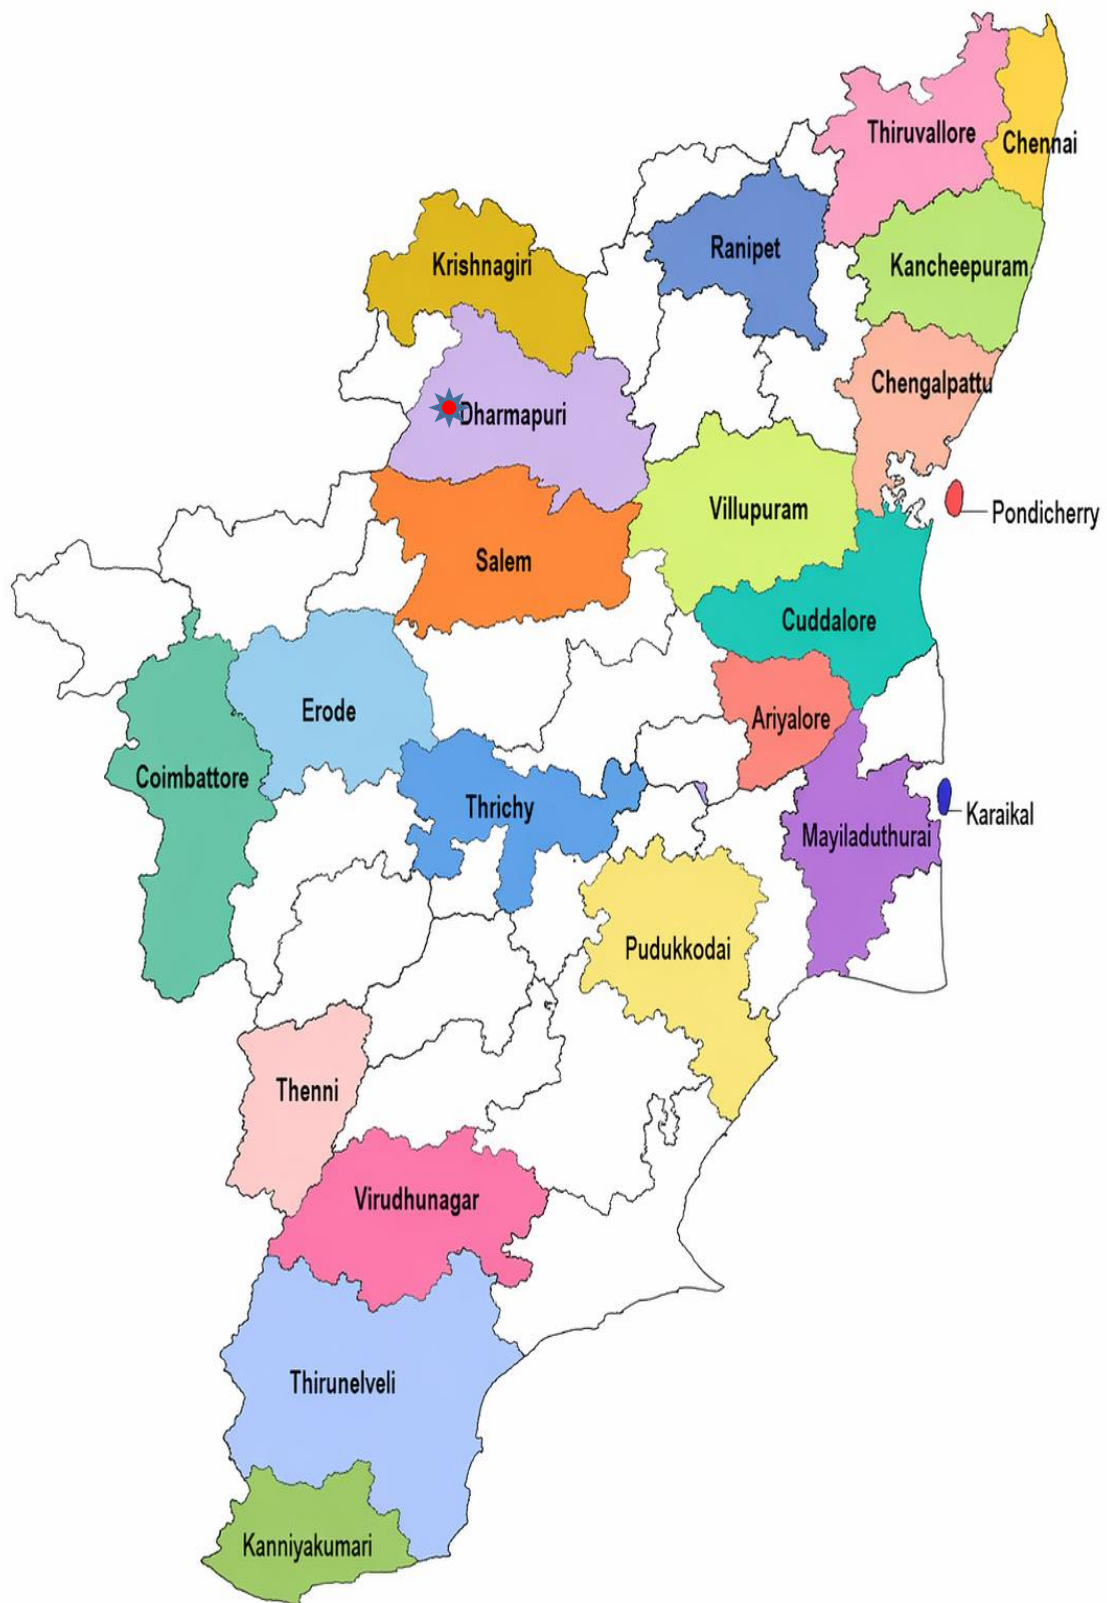 Thiruvallore
Chennai
Ranipet
Krishnagiri
Kancheepuram
Chengalpattu
Dharmapuri
Villupuram
Pondicherry
Salem
Cuddalore
Erode
Ariyalore
Coimbattore
Thrichy
Karaikal
Mayiladuthurai
Pudukkodai
Thenni
Virudhunagar
Thirunelveli
Kanniyakumari